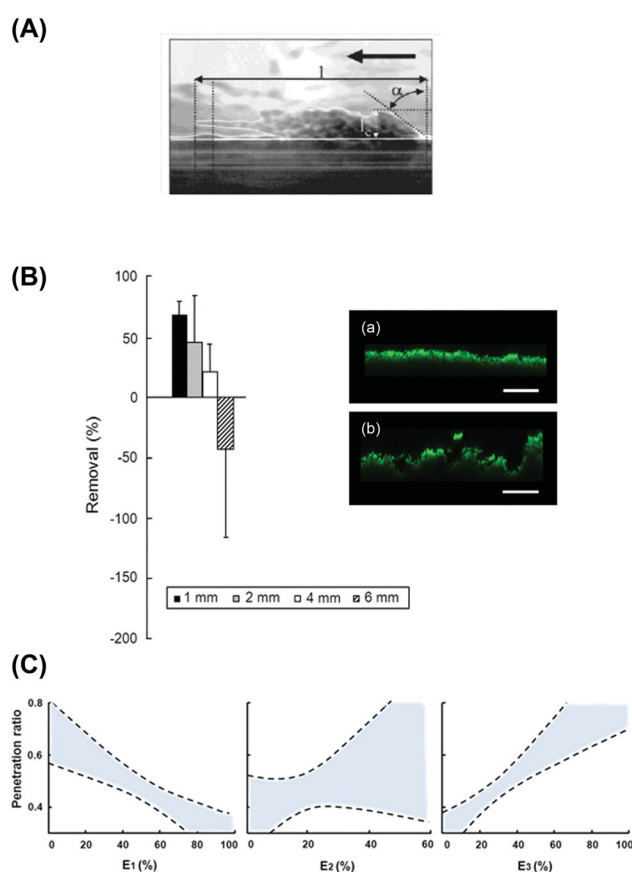 (A)
l
α
l c
(B)
100
50
0
-50
-100
-150
-200
Removal (%)
1 mm 2 mm 4 mm 6 mm
(a)
(b)
(C)
Penetration ratio
0.8
0.6
0.4
0 20 40 60 80 100
E1 (%)
0 20 40 60
E2 (%)
0 20 40 60 80 100
E3 (%)